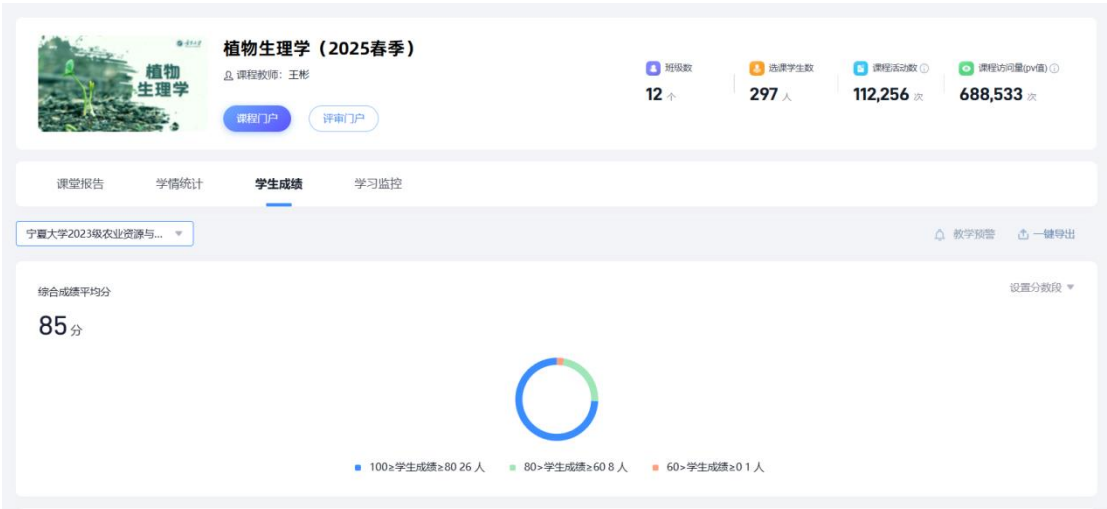 植物
生理学
植物生理学（2025春季）
课程教师：王彬
课程门户
评审门户
班级数
12 个
选课学生数
297 人
课程活动数
112,256 次
课程访问量(pv值)
688,533 次
课堂报告 学情统计 学生成绩 学习监控
宁夏大学2023级农业资源与...
教学预警 一键导出
综合成绩平均分
设置分数段
85 分
100≥学生成绩≥80 26 人 80>学生成绩≥60 8 人 60>学生成绩≥0 1 人